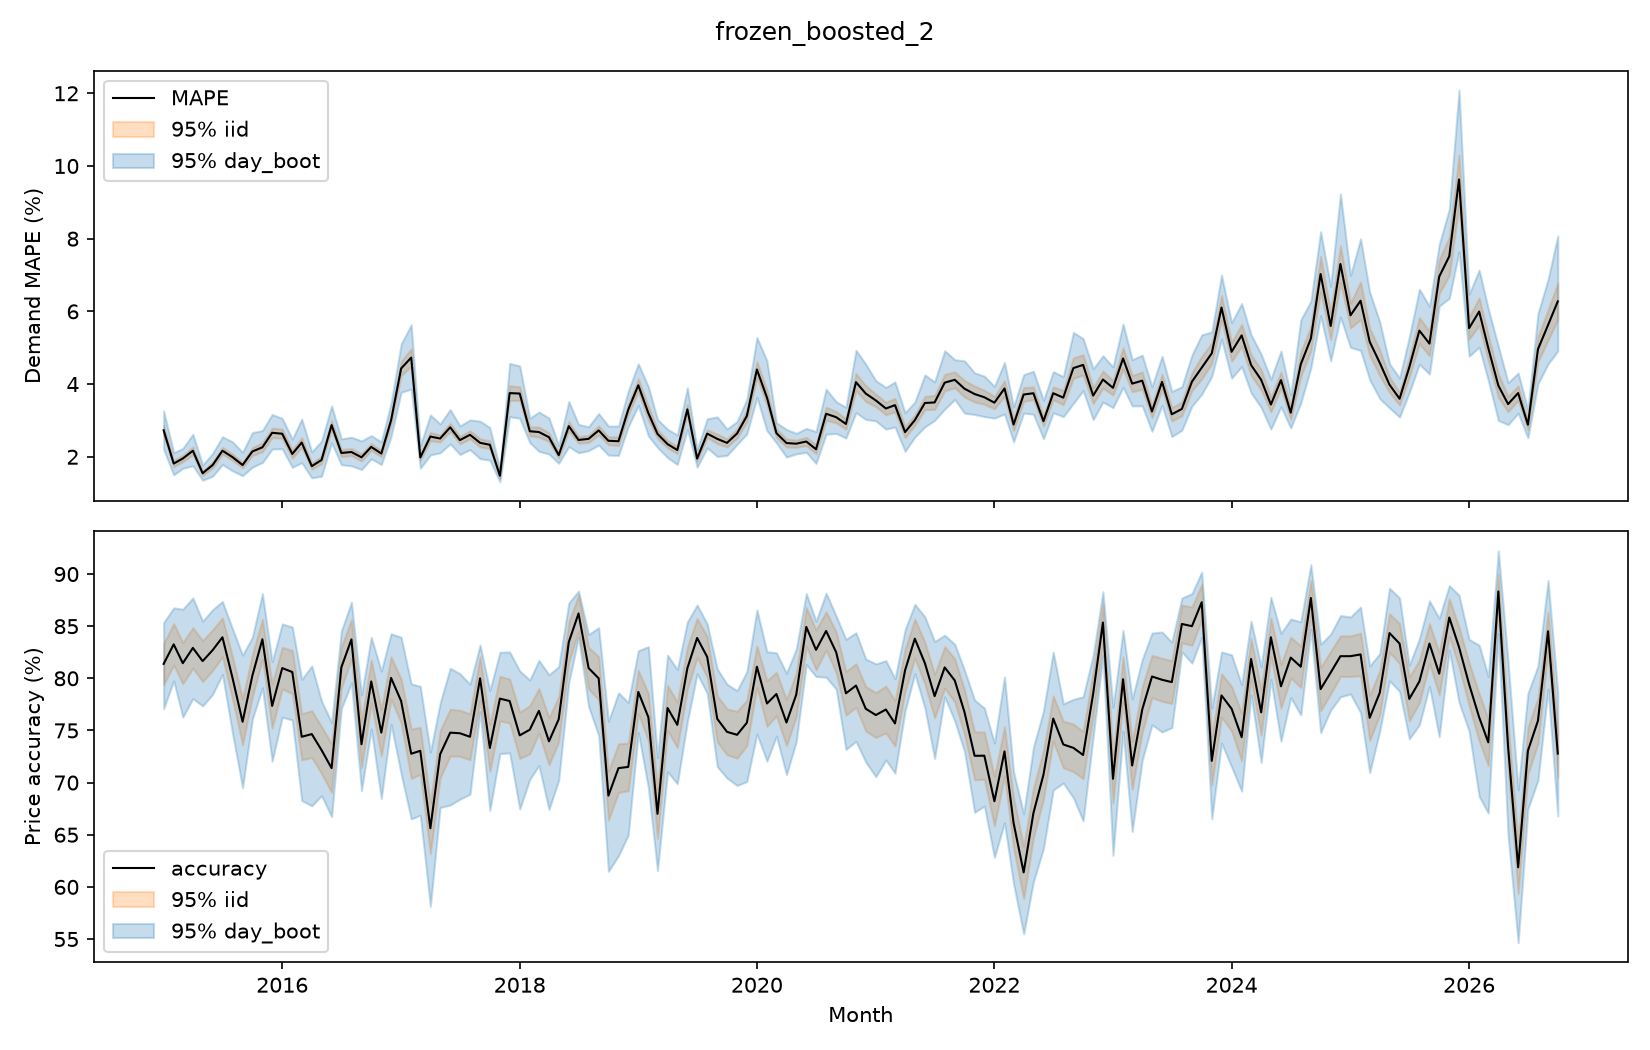 frozen_boosted_2
Demand MAPE (%)
12
10
8
6
4
2
MAPE
95% iid
95% day_boot
Price accuracy (%)
90
85
80
75
70
65
60
55
accuracy
95% iid
95% day_boot
2016
2018
2020
2022
2024
2026
Month